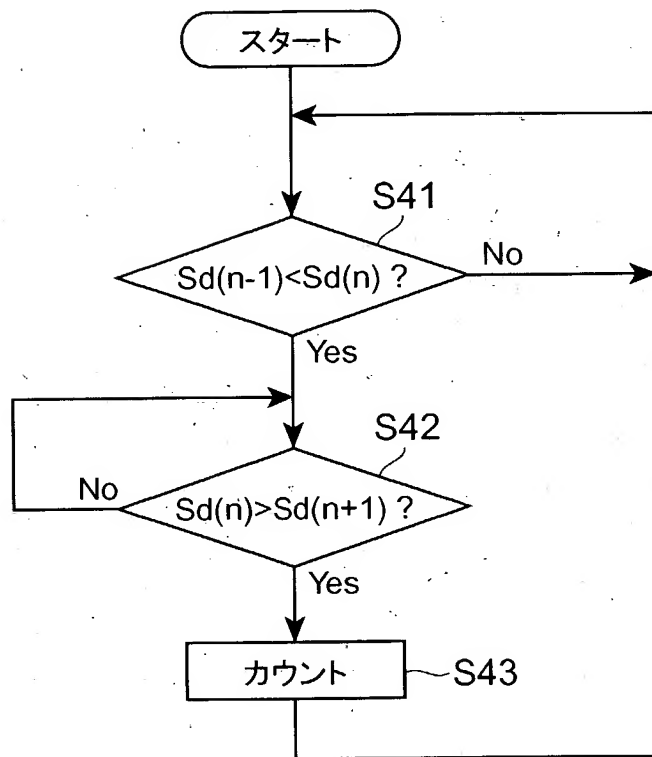 スタート
S41
Sd(n-1)<Sd(n) ?
No
Yes
S42
No
Sd(n)>Sd(n+1) ?
Yes
カウント
S43